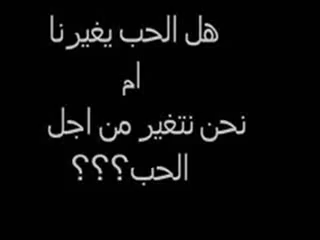 هل الحب يغيرنا
ام
نحن نتغير من اجل
الحب؟؟؟